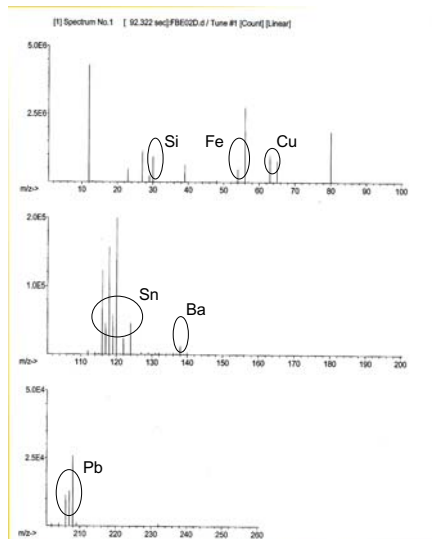 [1] Spectrum No.1 [ 92.322 sec]:FBE02D.d / Tune #1 [Count] [Linear]
5.0E6
2.5E6
Si
Fe
Cu
m/z-> 10 20 30 40 50 60 70 80 90 100
2.0E5
1.0E5
Sn
Ba
m/z-> 110 120 130 140 150 160 170 180 190 200
5.0E4
2.5E4
Pb
m/z-> 210 220 230 240 250 260